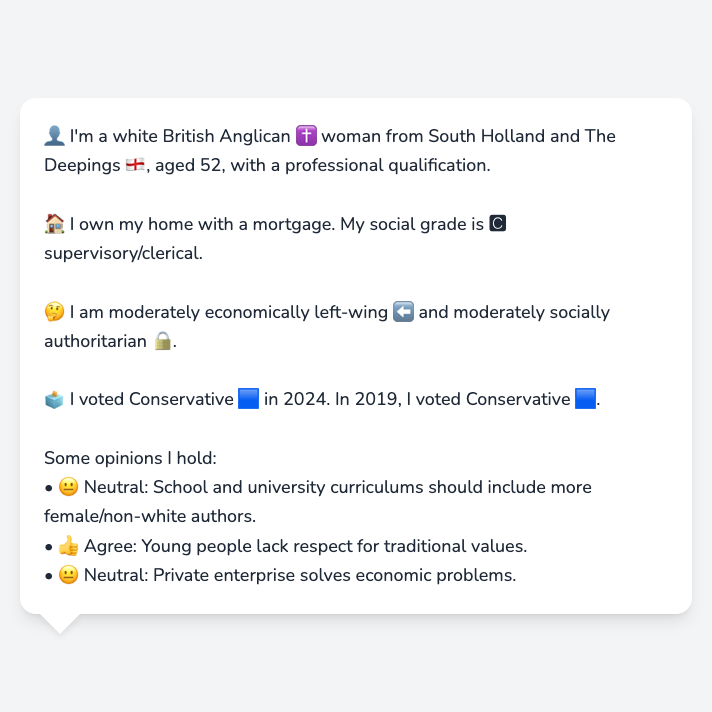 👤 I'm a white British Anglican ✝️ woman from South Holland and The
Deepings 🏴󠁧󠁢󠁥󠁮󠁧󠁿, aged 52, with a professional qualification.
🏠 I own my home with a mortgage. My social grade is 🅲
supervisory/clerical.
🤔 I am moderately economically left-wing ⬅️ and moderately socially
authoritarian 🔒.
🗳️ I voted Conservative 🟦 in 2024. In 2019, I voted Conservative 🟦.
Some opinions I hold:
• 😐 Neutral: School and university curriculums should include more
female/non-white authors.
• 👍 Agree: Young people lack respect for traditional values.
• 😐 Neutral: Private enterprise solves economic problems.